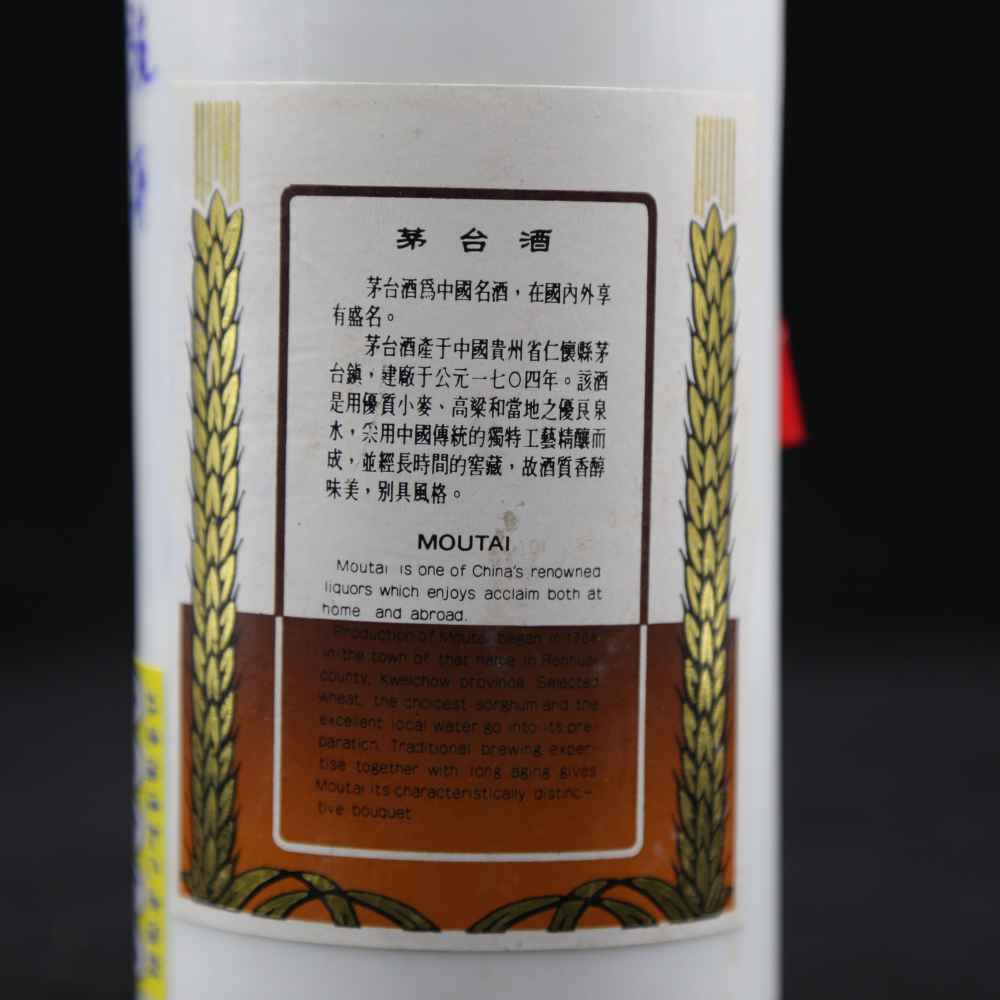 茅台酒
茅台酒爲中國名酒，在國內外享
有盛名。
茅台酒產于中國貴州省仁懷縣茅
台鎮，建廠于公元一七〇四年。該酒
是用優質小麥、高粱和當地之優良泉
水，采用中國傳統的獨特工藝精釀而
成，並經長時間的窖藏，故酒質香醇
味美，别具風格。
MOUTAI
Moutai is one of China's renowned
liquors which enjoys acclaim both at
home and abroad.
Production of Moutai began in 1704
in the town of that name in Renhuai
county, Kweichow province. Selected
wheat, the choicest sorghum and the
excellent local water go into its pre-
paration. Traditional brewing exper-
tise together with long aging gives
Moutai its characteristically distinc-
tive bouquet